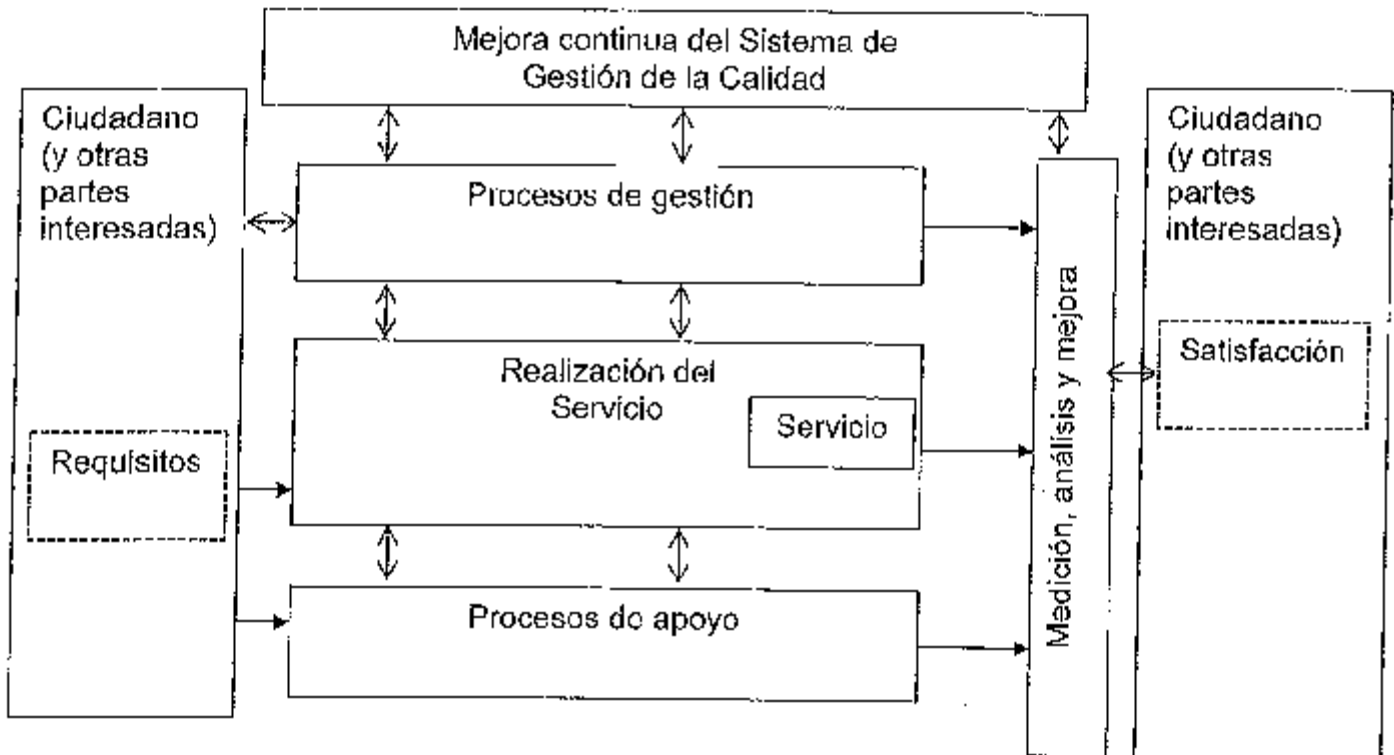 Mejora continua del Sistema de
Gestión de la Calidad
Ciudadano
(y otras
partes
interesadas)
Requisitos
Procesos de gestión
Realización del
Servicio
Servicio
Procesos do apoyo
Medición, análisis y mejora
Ciudadano
(y otras
partes
interesadas)
Satisfacción